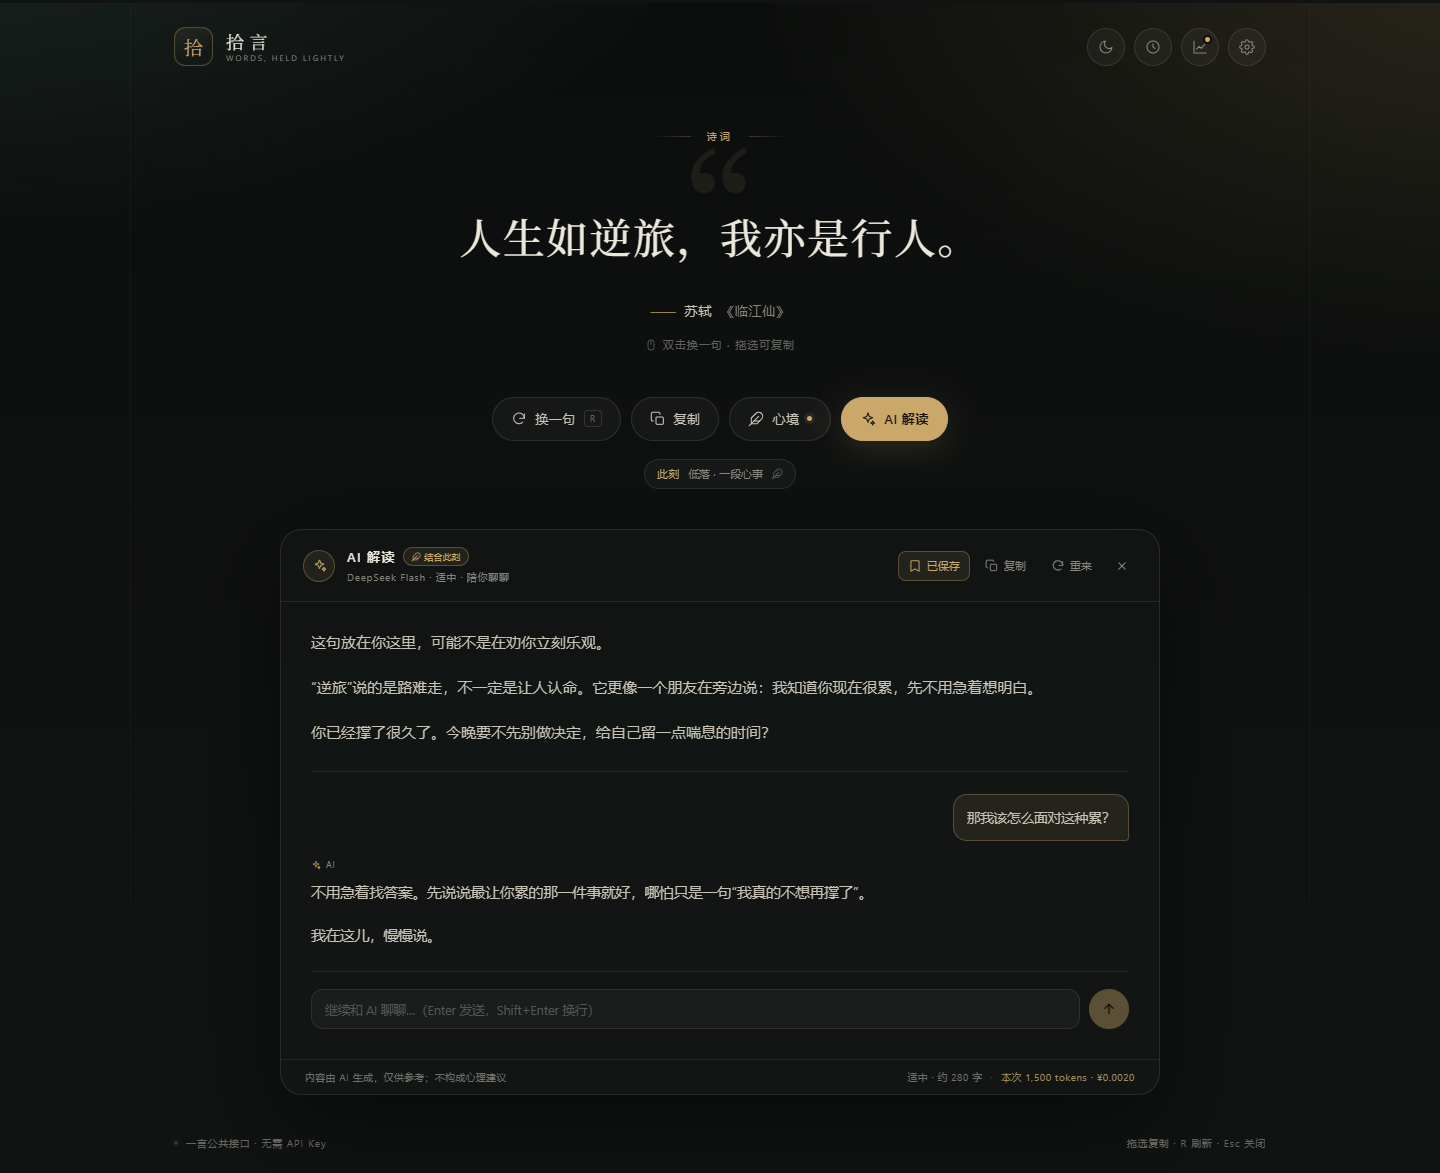 拾
拾言
WORDS, HELD LIGHTLY
诗词
“
人生如逆旅，我亦是行人。
—— 苏轼 《临江仙》
双击换一句 · 拖选可复制
换一句 R
复制
心境
AI 解读
此刻 低落 · 一段心事
AI 解读 结合此刻
DeepSeek Flash · 适中 · 陪你聊聊
已保存
复制
重来
×
这句放在你这里，可能不是在劝你立刻乐观。
“逆旅”说的是路难走，不一定是让人认命。它更像一个朋友在旁边说：我知道你现在很累，先不用急着想明白。
你已经撑了很久了。今晚要不先别做决定，给自己留一点喘息的时间？
那我该怎么面对这种累？
AI
不用急着找答案。先说说最让你累的那一件事就好，哪怕只是一句“我真的不想再撑了”。
我在这儿，慢慢说。
继续和 AI 聊聊...（Enter 发送，Shift+Enter 换行）
内容由 AI 生成，仅供参考；不构成心理建议
适中 · 约 280 字 · 本次 1,500 tokens · ¥0.0020
一言公共接口 · 无需 API Key
拖选复制 · R 刷新 · Esc 关闭